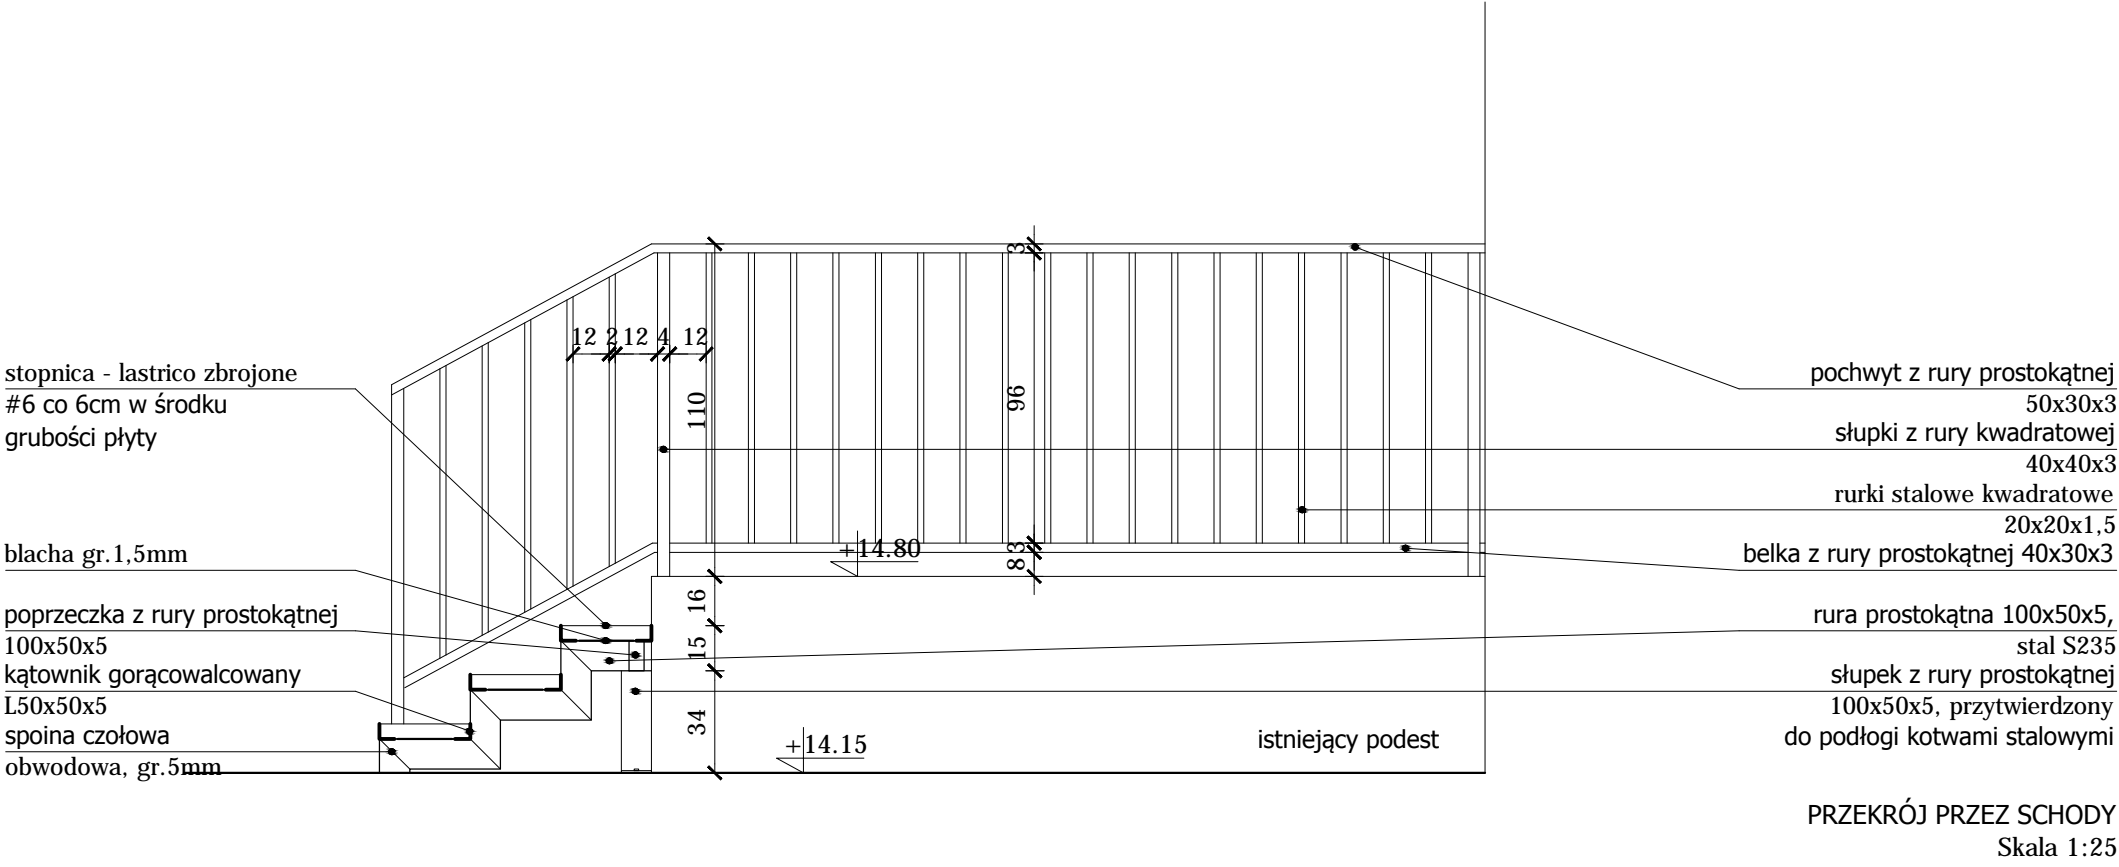 stopnica - lastrico zbrojone
#6 co 6cm w środku
grubości płyty
blacha gr.1,5mm
poprzeczka z rury prostokątnej
100x50x5
kątownik gorącowalcowany
L50x50x5
spoina czołowa
obwodowa, gr.5mm
12 2 12 4 12
110
16
15
34
3
96
3
8
+14.80
+14.15
istniejący podest
pochwyt z rury prostokątnej
50x30x3
słupki z rury kwadratowej
40x40x3
rurki stalowe kwadratowe
20x20x1,5
belka z rury prostokątnej 40x30x3
rura prostokątna 100x50x5,
stal S235
słupek z rury prostokątnej
100x50x5, przytwierdzony
do podłogi kotwami stalowymi
PRZEKRÓJ PRZEZ SCHODY
Skala 1:25